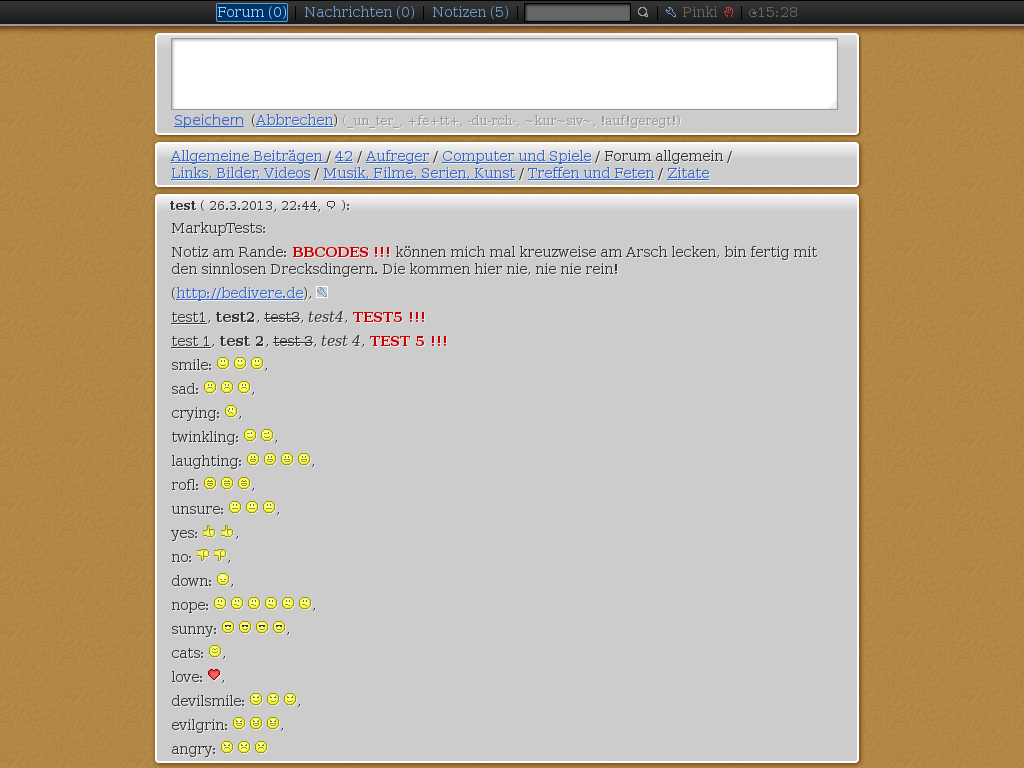 Forum (0) | Nachrichten (0) | Notizen (5) | Pinki | 15:28
Speichern (Abbrechen) (_un_ter_, +fe+tt+, -du-rch-, ~kur~siv~, !auf!geregt!)
Allgemeine Beiträgen / 42 / Aufreger / Computer und Spiele / Forum allgemein /
Links, Bilder, Videos / Musik, Filme, Serien, Kunst / Treffen und Feten / Zitate
test ( 26.3.2013, 22:44, ):
MarkupTests:
Notiz am Rande: BBCODES !!! können mich mal kreuzweise am Arsch lecken, bin fertig mit
den sinnlosen Drecksdingern. Die kommen hier nie, nie nie rein!
(http://bedivere.de),
test1, test2, test3, test4, TEST5 !!!
test 1, test 2, test 3, test 4, TEST 5 !!!
smile: ,
sad: ,
crying: ,
twinkling: ,
laughting: ,
rofl: ,
unsure: ,
yes: ,
no: ,
down: ,
nope: ,
sunny: ,
cats: ,
love: ,
devilsmile: ,
evilgrin: ,
angry: